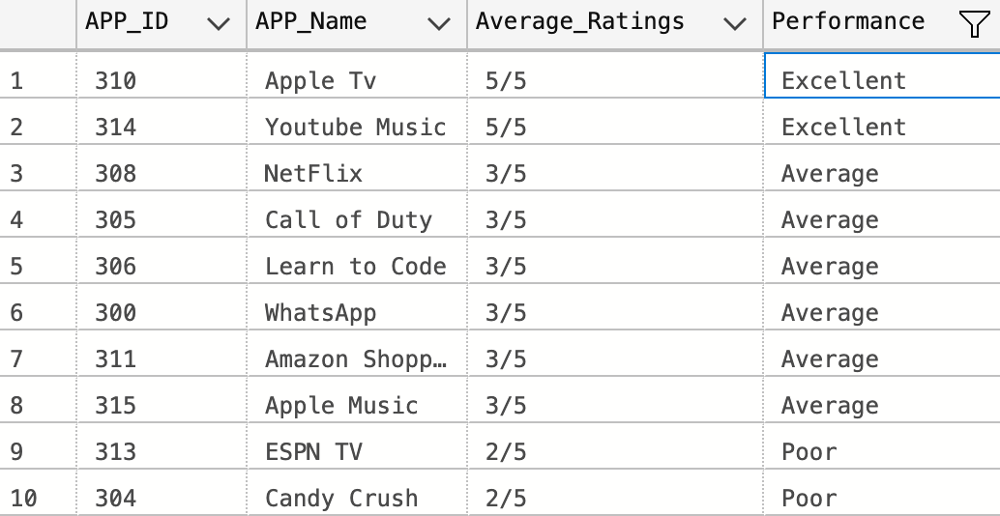 APP_ID APP_Name Average_Ratings Performance
1 310 Apple Tv 5/5 Excellent
2 314 Youtube Music 5/5 Excellent
3 308 NetFlix 3/5 Average
4 305 Call of Duty 3/5 Average
5 306 Learn to Code 3/5 Average
6 300 WhatsApp 3/5 Average
7 311 Amazon Shopp… 3/5 Average
8 315 Apple Music 3/5 Average
9 313 ESPN TV 2/5 Poor
10 304 Candy Crush 2/5 Poor